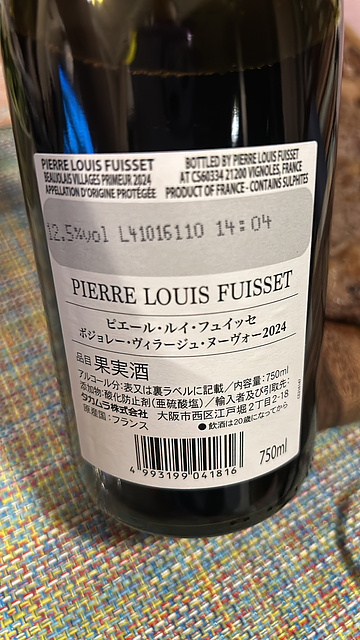 PIERRE LOUIS FUISSET
BEAUJOLAIS VILLAGES PRIMEUR 2024
APPELLATION D'ORIGINE PROTÉGÉE
BOTTLED BY PIERRE LOUIS FUISSET
AT CS60334 21200 VIGNOLES, FRANCE
PRODUCT OF FRANCE - CONTAINS SULPHITES
12.5%vol L41016110 14:04
PIERRE LOUIS FUISSET
ピエール・ルイ・フュイッセ
ボジョレー・ヴィラージュ・ヌーヴォー2024
品目 果実酒
アルコール分:表又は裏ラベルに記載/内容量:750ml
添加物:酸化防止剤(亜硫酸塩)/輸入者及び引取先:
タカムラ株式会社 大阪市西区江戸堀2丁目2-18
原産国:フランス ●飲酒は20歳になってから
4 993199 041816
750ml